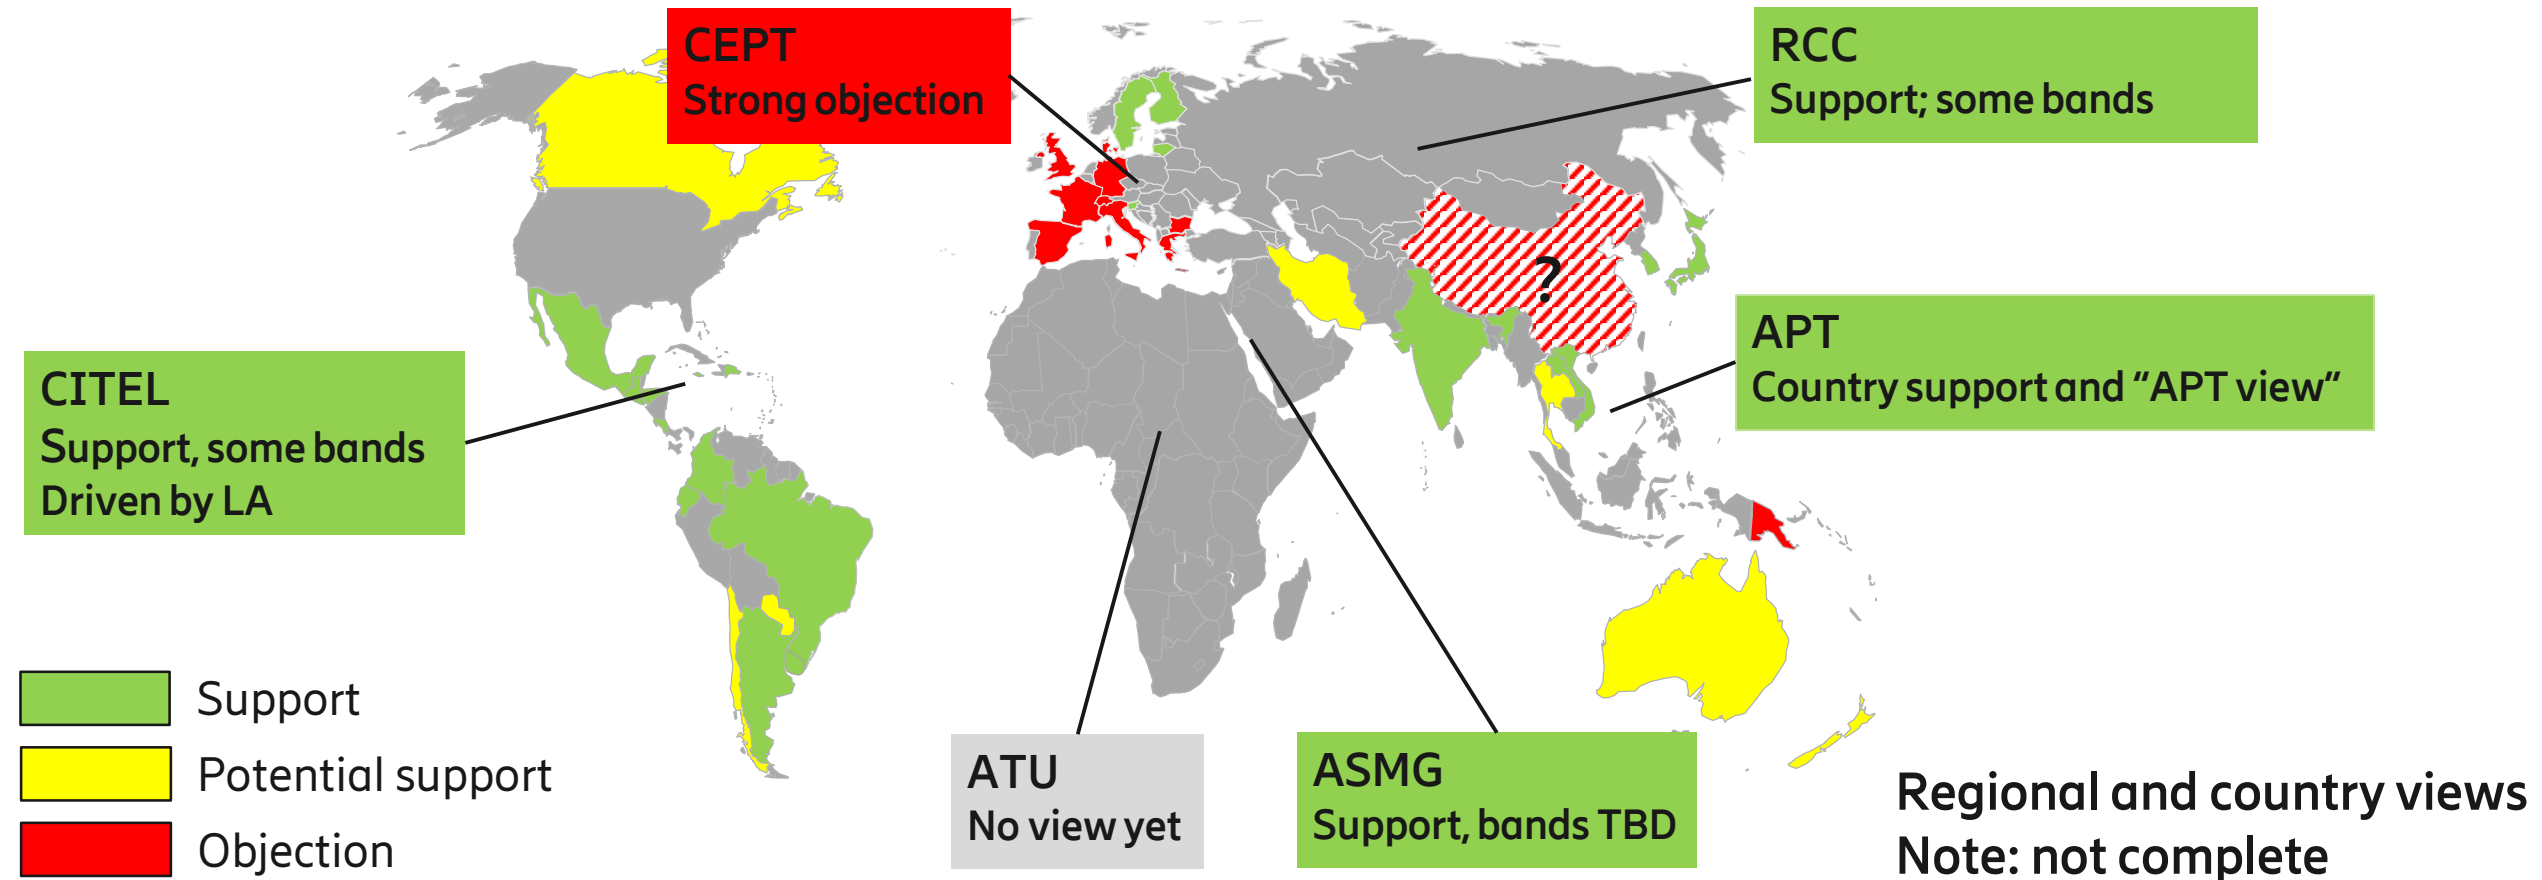 CEPT
Strong objection
RCC
Support; some bands
?
APT
Country support and “APT view”
CITEL
Support, some bands
Driven by LA
Support
Potential support
Objection
ATU
No view yet
ASMG
Support, bands TBD
Regional and country views
Note: not complete